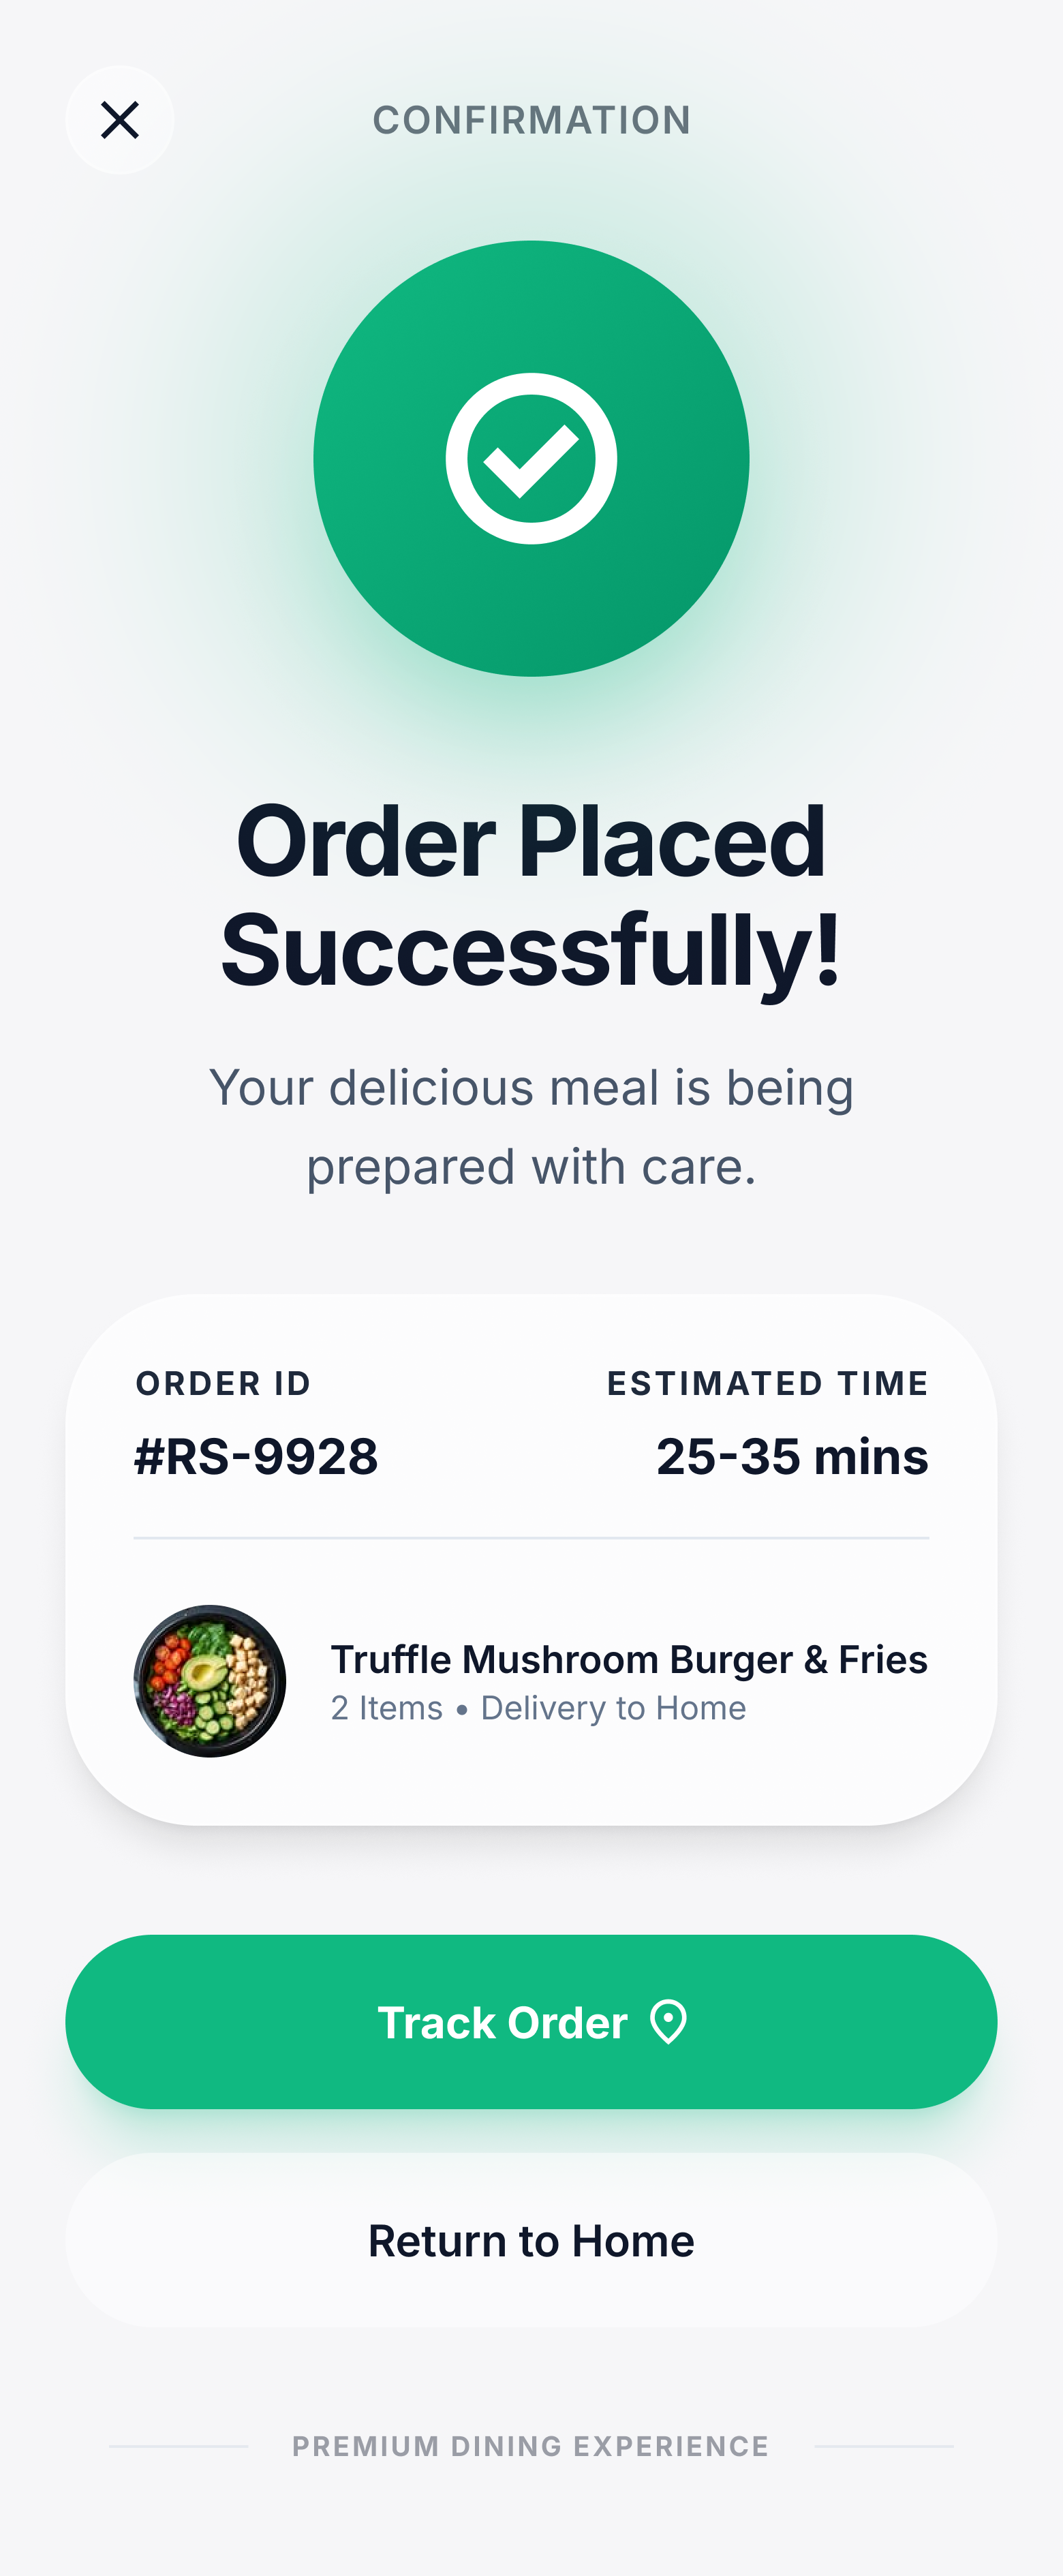 CONFIRMATION
Order Placed
Successfully!
Your delicious meal is being
prepared with care.
ORDER ID
ESTIMATED TIME
#RS-9928
25-35 mins
Truffle Mushroom Burger & Fries
2 Items • Delivery to Home
Track Order
Return to Home
PREMIUM DINING EXPERIENCE